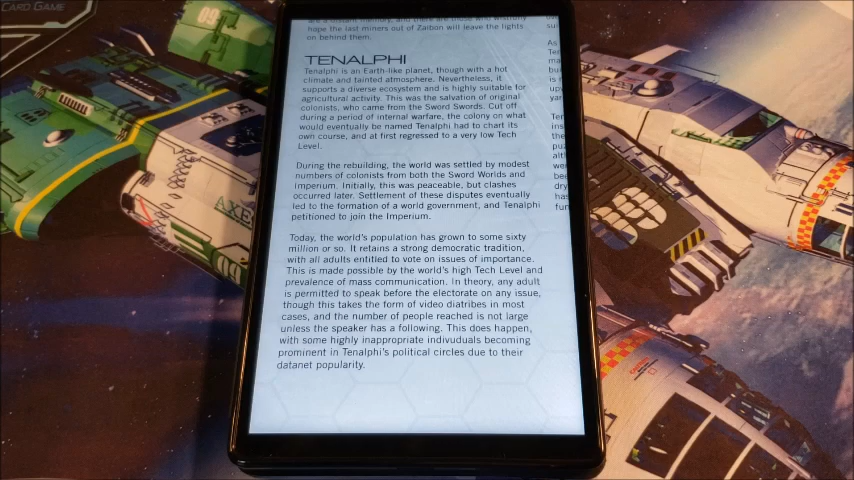 CARD GAME
09
AXE
are a distant memory, and there are those who wistfully
hope the last miners out of Zaibon will leave the lights
on behind them.
TENALPHI
Tenalphi is an Earth-like planet, though with a hot
climate and tainted atmosphere. Nevertheless, it
supports a diverse ecosystem and is highly suitable for
agricultural activity. This was the salvation of original
colonists, who came from the Sword Swords. Cut off
during a period of internal warfare, the colony on what
would eventually be named Tenalphi had to chart its
own course, and at first regressed to a very low Tech
Level.
During the rebuilding, the world was settled by modest
numbers of colonists from both the Sword Worlds and
Imperium. Initially, this was peaceable, but clashes
occurred later. Settlement of these disputes eventually
led to the formation of a world government, and Tenalphi
petitioned to join the Imperium.
Today, the world's population has grown to some sixty
million or so. It retains a strong democratic tradition,
with all adults entitled to vote on issues of importance.
This is made possible by the world's high Tech Level and
prevalence of mass communication. In theory, any adult
is permitted to speak before the electorate on any issue,
though this takes the form of video diatribes in most
cases, and the number of people reached is not large
unless the speaker has a following. This does happen,
with some highly inappropriate indivuduals becoming
prominent in Tenalphi's political circles due to their
datanet popularity.